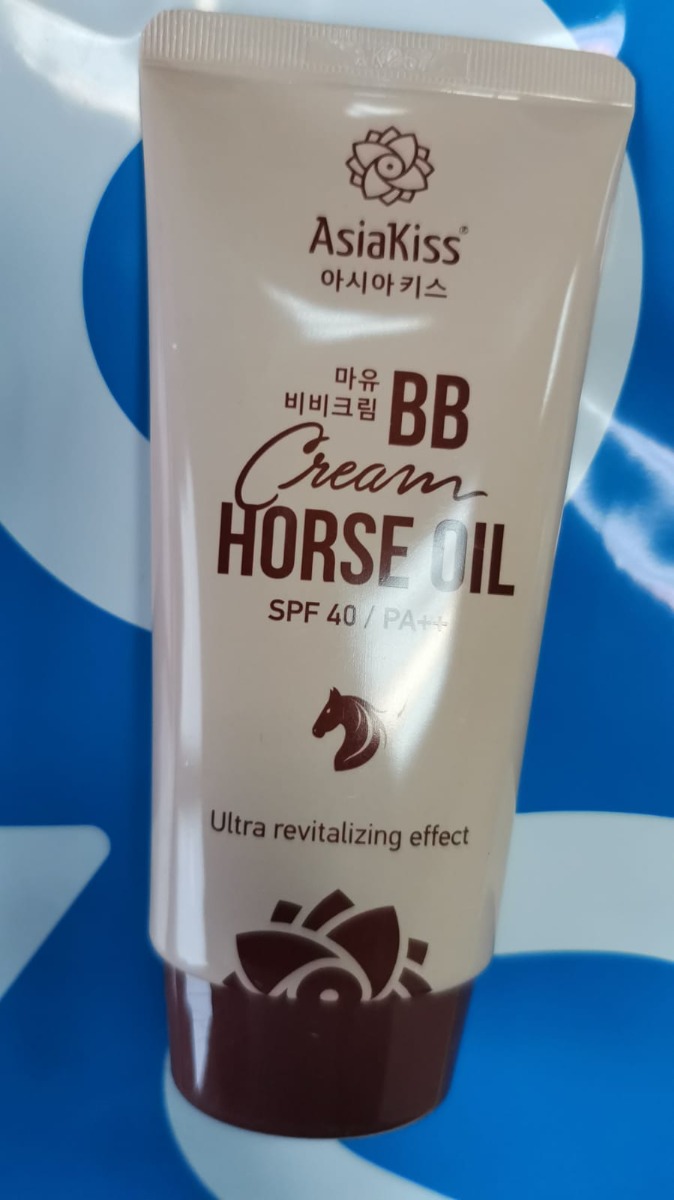 AsiaKiss®
아시아키스
마유
비비크림 BB
Cream
HORSE OIL
SPF 40 / PA++
Ultra revitalizing effect